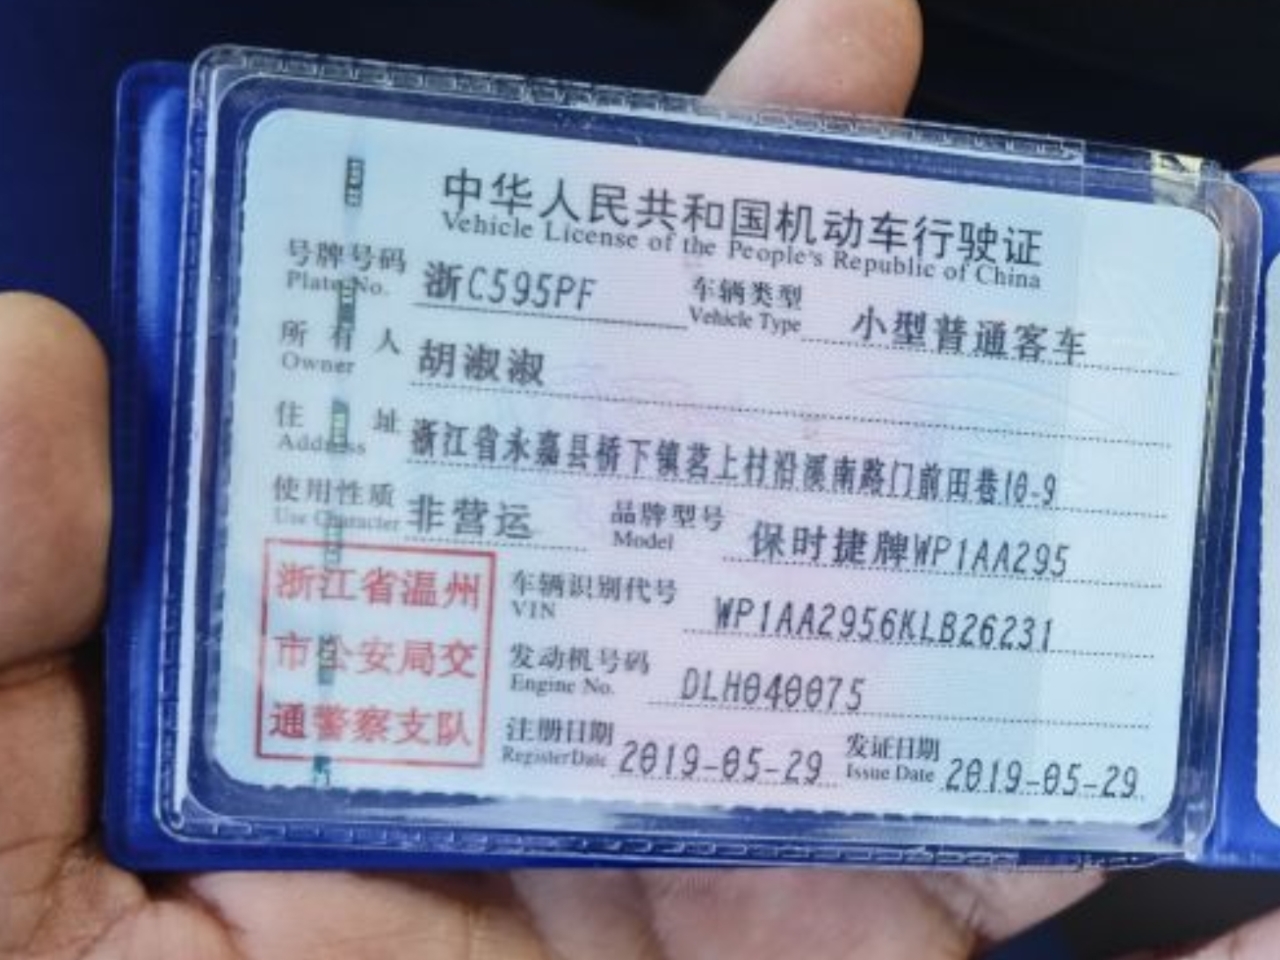 中华人民共和国机动车行驶证
Vehicle License of the People's Republic of China
号牌号码 浙C595PF 车辆类型 小型普通客车
Plate No. Vehicle Type
所有人 胡淑淑
Owner
住址 浙江省永嘉县桥下镇茗上村沿溪南路门前田巷10-9
Address
使用性质 非营运 品牌型号 保时捷牌WP1AA295
Use Character Model
浙江省温州
市公安局交
通警察支队
车辆识别代号 WP1AA2956KLB26231
VIN
发动机号码 DLH040075
Engine No.
注册日期 2019-05-29 发证日期 2019-05-29
Register Date Issue Date